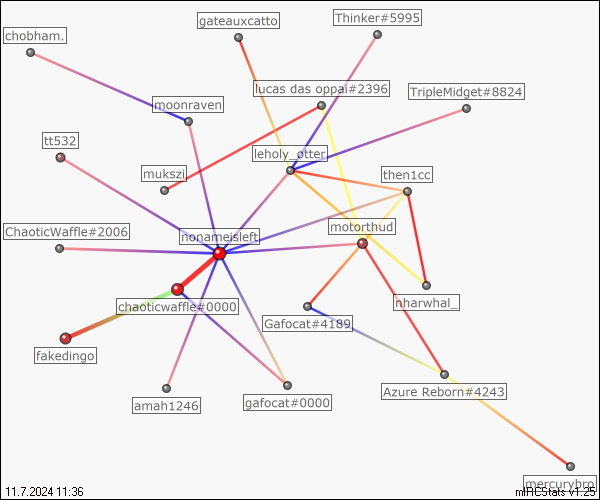 gateauxcatto
Thinker#5995
chobham.
lucas das oppai#2396
TripleMidget#8824
moonraven
tt532
leholy_otter
mukszi
then1cc
ChaoticWaffle#2006
nonameisleft
motorthud
chaoticwaffle#0000
nharwhal_
Gafocat#4189
fakedingo
amah1246
gafocat#0000
Azure Reborn#4243
mercurybro
11.7.2024 11:36
mIRCStats v1.25